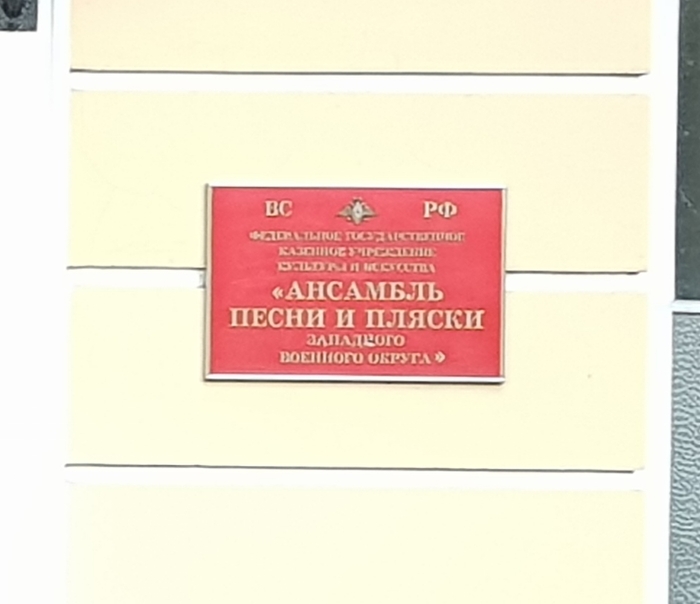 ВС РФ
ФЕДЕРАЛЬНОЕ ГОСУДАРСТВЕННОЕ
КАЗЕННОЕ УЧРЕЖДЕНИЕ
КУЛЬТУРЫ И ИСКУССТВА
«АНСАМБЛЬ
ПЕСНИ И ПЛЯСКИ
ЗАПАДНОГО
ВОЕННОГО ОКРУГА»